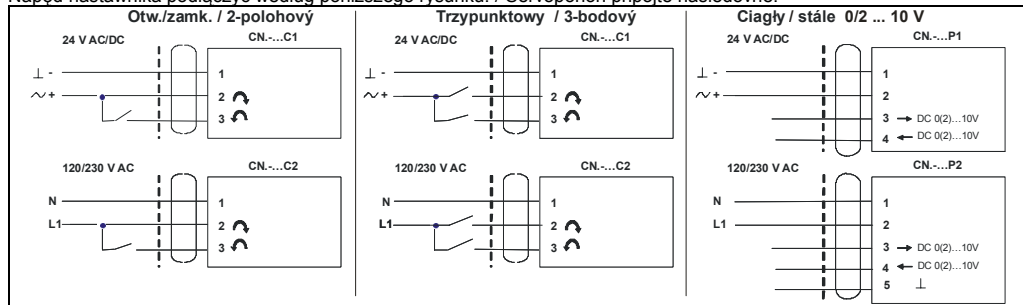 Napęd nastawnika podłączyć według poniższego rysunku. / Servopohon připojte následovně:
Otw./zamk. / 2-polohový
24 V AC/DC
CN.-...C1
⊥ -
~ +
1
2
3
120/230 V AC
CN.-...C2
N
L1
1
2
3
Trzypunktowy / 3-bodový
24 V AC/DC
CN.-...C1
⊥ -
~ +
1
2
3
120/230 V AC
CN.-...C2
N
L1
1
2
3
Ciągły / stále 0/2 ... 10 V
24 V AC/DC
CN.-...P1
⊥ -
~ +
1
2
3 → DC 0(2)...10V
4 ← DC 0(2)...10V
120/230 V AC
CN.-...P2
N
L1
1
2
3 → DC 0(2)...10V
4 ← DC 0(2)...10V
5 ⊥